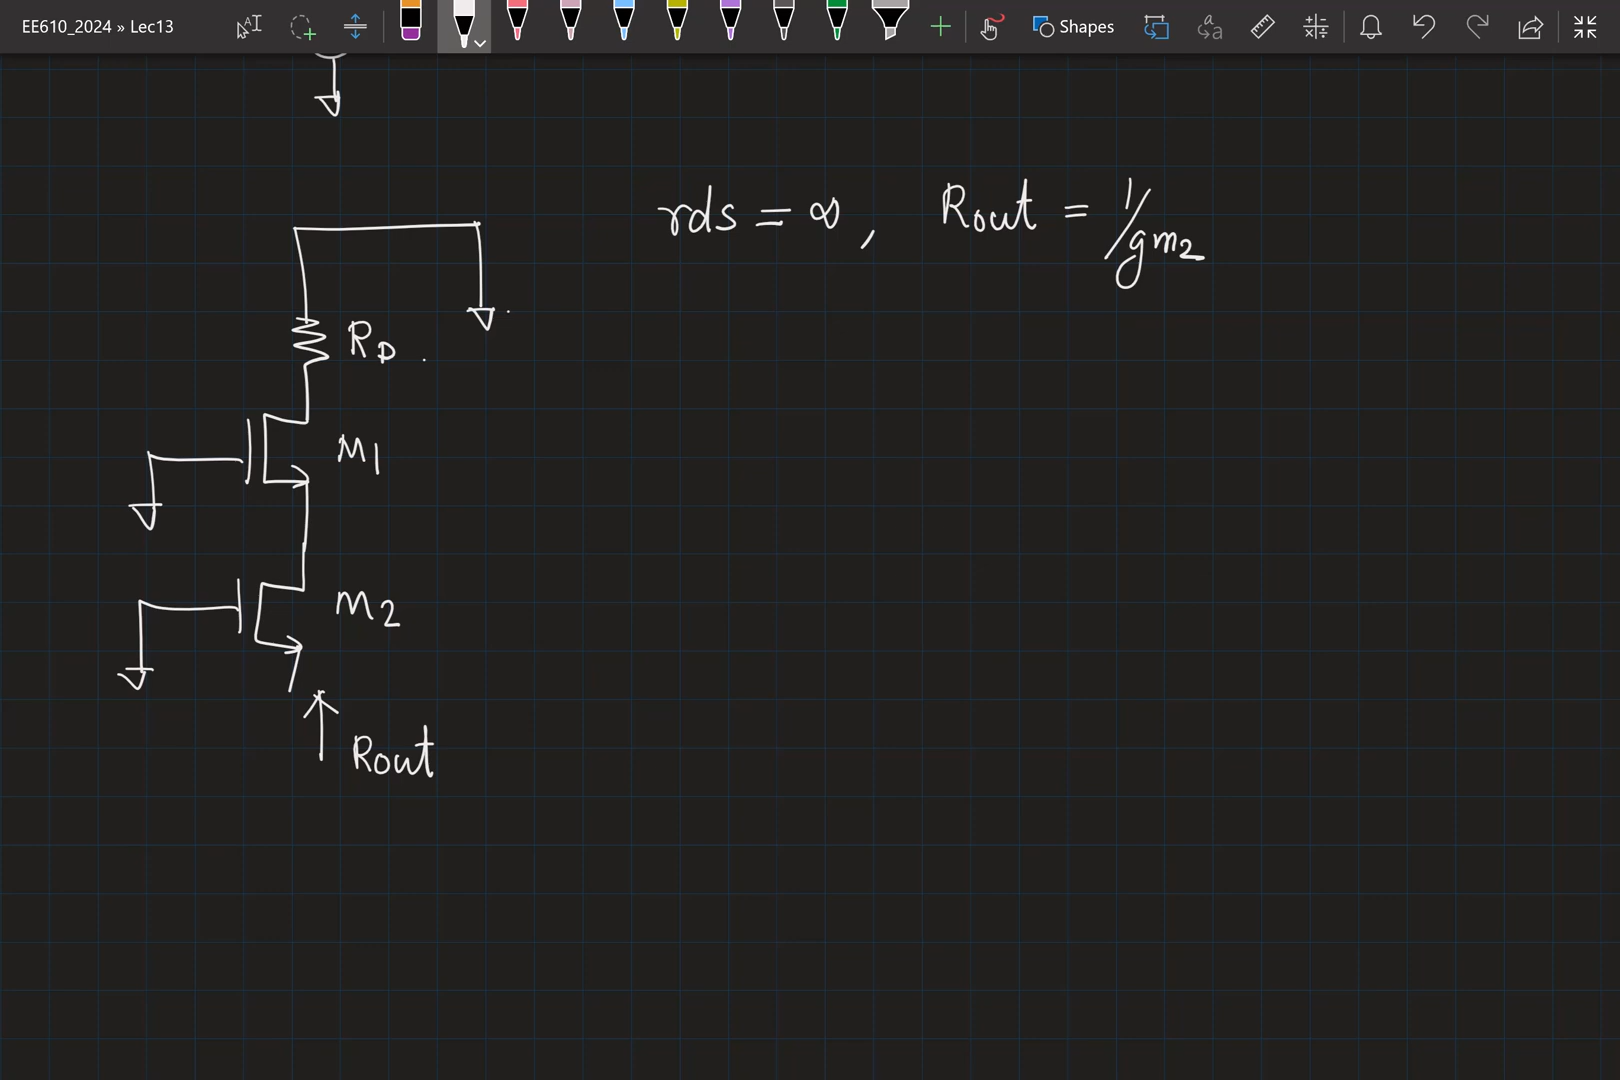 EE610_2024 » Lec13
Shapes
rds = ∞, Rout = 1/gm2
RD
M1
M2
Rout